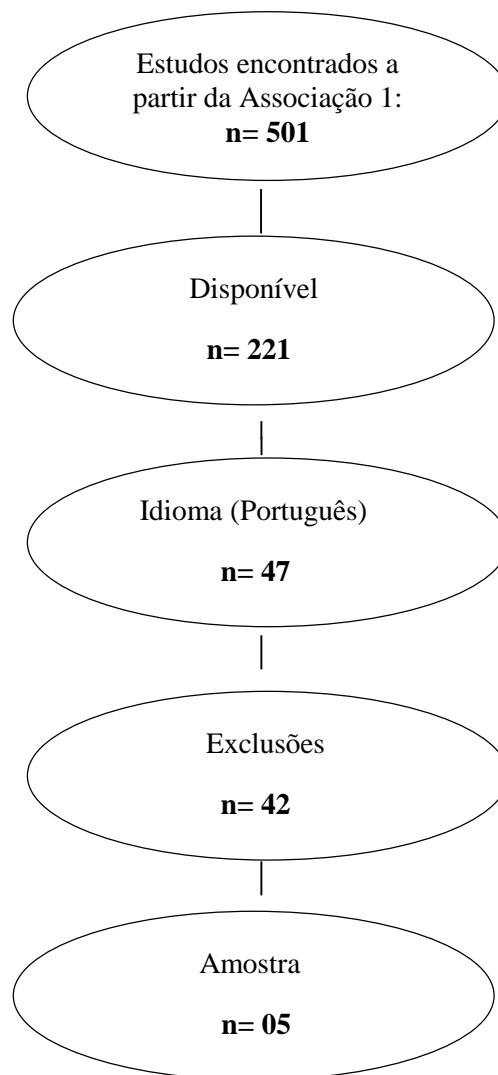 Estudos encontrados a
partir da Associação 1:
n= 501
Disponível
n= 221
Idioma (Português)
n= 47
Exclusões
n= 42
Amostra
n= 05